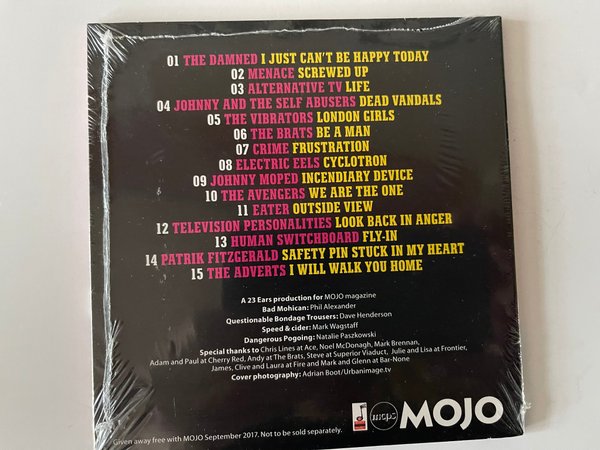 01 THE DAMNED I JUST CAN'T BE HAPPY TODAY
02 MENACE SCREWED UP
03 ALTERNATIVE TV LIFE
04 JOHNNY AND THE SELF ABUSERS DEAD VANDALS
05 THE VIBRATORS LONDON GIRLS
06 THE BRATS BE A MAN
07 CRIME FRUSTRATION
08 ELECTRIC EELS CYCLOTRON
09 JOHNNY MOPED INCENDIARY DEVICE
10 THE AVENGERS WE ARE THE ONE
11 EATER OUTSIDE VIEW
12 TELEVISION PERSONALITIES LOOK BACK IN ANGER
13 HUMAN SWITCHBOARD FLY-IN
14 PATRIK FITZGERALD SAFETY PIN STUCK IN MY HEART
15 THE ADVERTS I WILL WALK YOU HOME
A 23 Ears production for MOJO magazine
Bad Mohican: Phil Alexander
Questionable Bondage Trousers: Dave Henderson
Speed & cider: Mark Wagstaff
Dangerous Pogoing: Natalie Paszkowski
Special thanks to Chris Lines at Ace, Noel McDonagh, Mark Brennan,
Adam and Paul at Cherry Red, Andy at The Brats, Steve at Superior Viaduct, Julie and Lisa at Frontier,
James, Clive and Laura at Fire and Mark and Glenn at Bar-None
Cover photography: Adrian Boot/Urbanimage.tv
mcps
MOJO
Given away free with MOJO September 2017. Not to be sold separately.